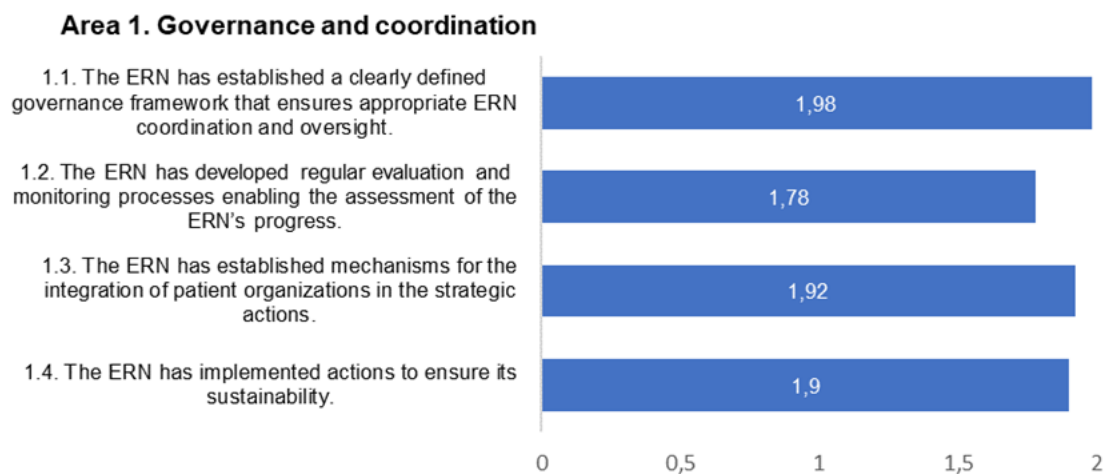 Area 1. Governance and coordination
1.1. The ERN has established a clearly defined
governance framework that ensures appropriate ERN
coordination and oversight.
1,98
1.2. The ERN has developed regular evaluation and
monitoring processes enabling the assessment of the
ERN's progress.
1,78
1.3. The ERN has established mechanisms for the
integration of patient organizations in the strategic
actions.
1,92
1.4. The ERN has implemented actions to ensure its
sustainability.
1,9
0 0,5 1 1,5 2